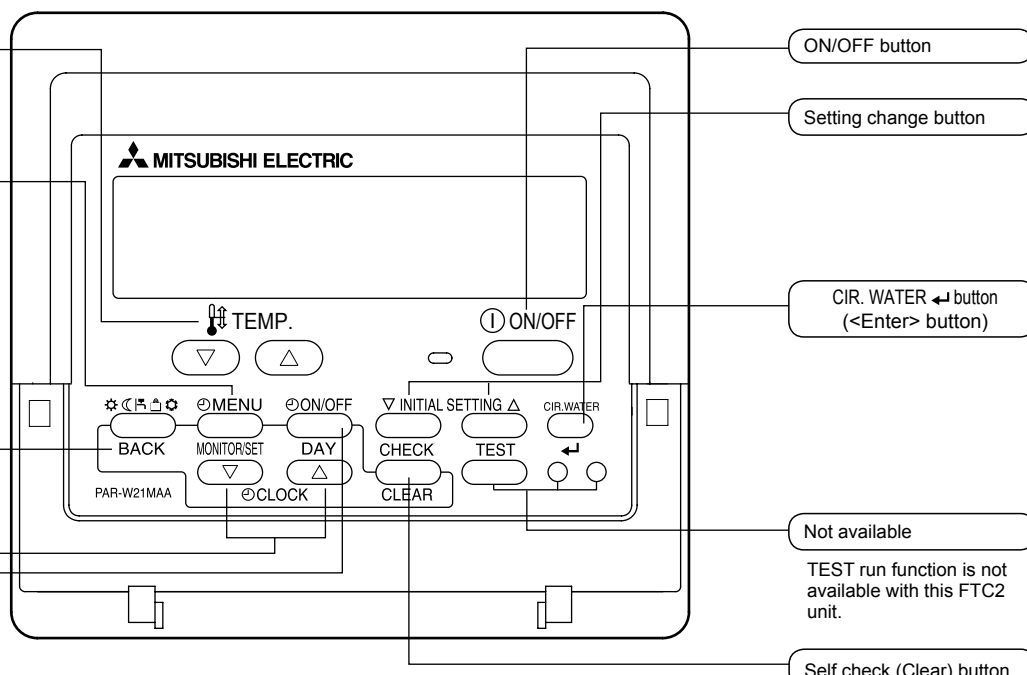 MITSUBISHI ELECTRIC
TEMP.
ON/OFF
MENU
ON/OFF
▽ INITIAL SETTING △
CIR.WATER
BACK
MONITOR/SET
DAY
CHECK
TEST
PAR-W21MAA
CLOCK
CLEAR
ON/OFF button
Setting change button
CIR. WATER ↵ button
(<Enter> button)
Not available
TEST run function is not
available with this FTC2
unit.
Self check (Clear) button